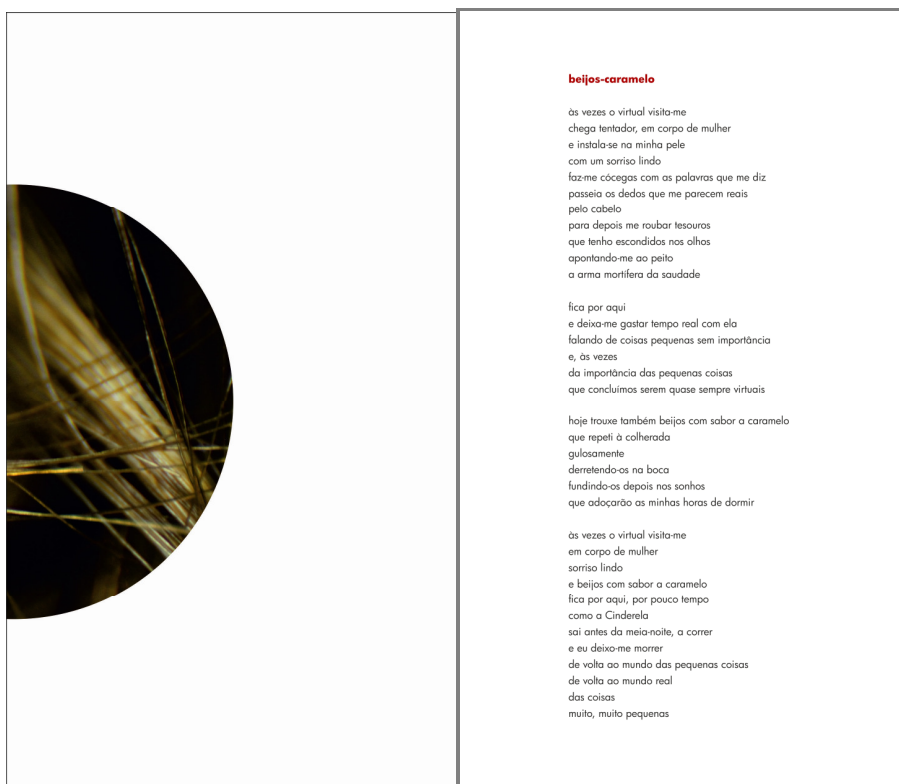 beijos-caramelo
às vezes o virtual visita-me
chega tentador, em corpo de mulher
e instala-se na minha pele
com um sorriso lindo
faz-me cócegas com as palavras que me diz
passeia os dedos que me parecem reais
pelo cabelo
para depois me roubar tesouros
que tenho escondidos nos olhos
apontando-me ao peito
a arma mortífera da saudade
fica por aqui
e deixa-me gastar tempo real com ela
falando de coisas pequenas sem importância
e, às vezes
da importância das pequenas coisas
que concluímos serem quase sempre virtuais
hoje trouxe também beijos com sabor a caramelo
que repeti à colherada
gulosamente
derretendo-os na boca
fundindo-os depois nos sonhos
que adoçarão as minhas horas de dormir
às vezes o virtual visita-me
em corpo de mulher
sorriso lindo
e beijos com sabor a caramelo
fica por aqui, por pouco tempo
como a Cinderela
sai antes da meia-noite, a correr
e eu deixo-me morrer
de volta ao mundo das pequenas coisas
de volta ao mundo real
das coisas
muito, muito pequenas